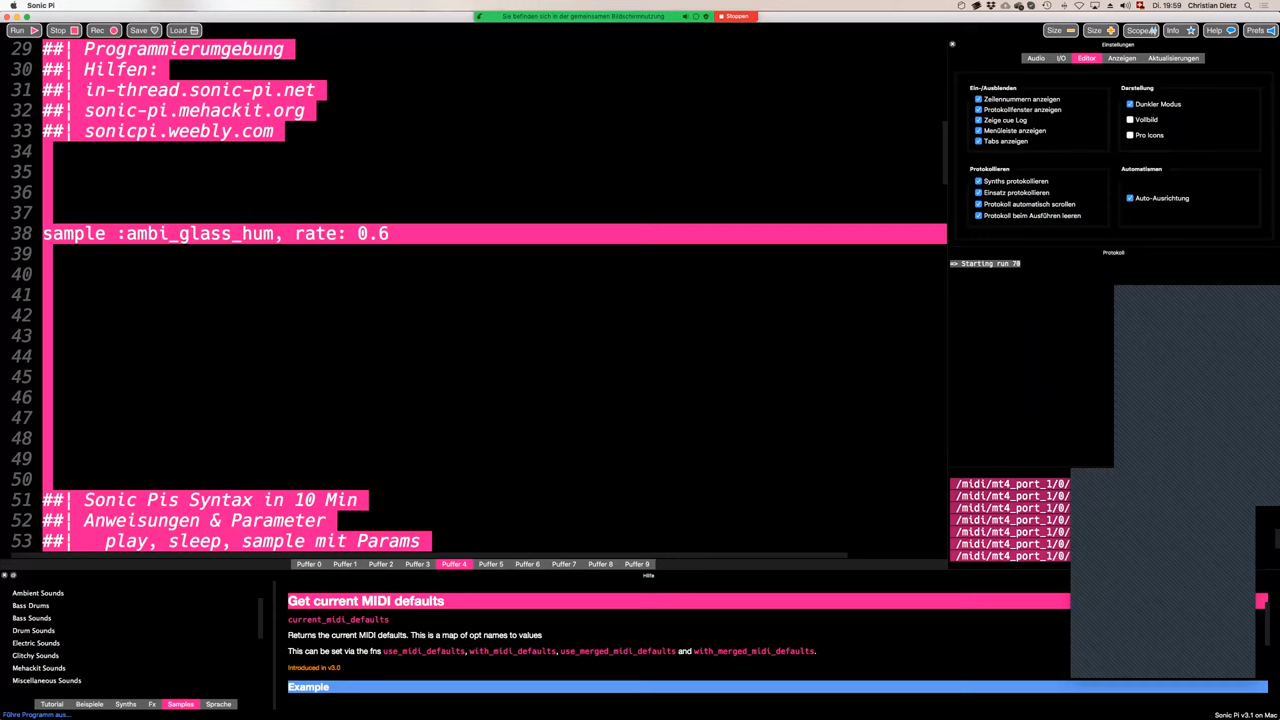 Sonic Pi
Di. 19:59 Christian Dietz
Sie befinden sich in der gemeinsamen Bildschirmnutzung
Stoppen
Run Stop Rec Save Load
Size Size Scope Info Help Prefs
29 ##| Programmierumgebung
30 ##| Hilfen:
31 ##| in-thread.sonic-pi.net
32 ##| sonic-pi.mehackit.org
33 ##| sonicpi.weebly.com
34
35
36
37
38 sample :ambi_glass_hum, rate: 0.6
39
40
41
42
43
44
45
46
47
48
49
50
51 ##| Sonic Pis Syntax in 10 Min
52 ##| Anweisungen & Parameter
53 ##|   play, sleep, sample mit Params
Einstellungen
Audio I/O Editor Anzeigen Aktualisierungen
Ein-/Ausblenden
Zeilennummern anzeigen
Protokollfenster anzeigen
Zeige cue Log
Menüleiste anzeigen
Tabs anzeigen
Darstellung
Dunkler Modus
Vollbild
Pro Icons
Protokollieren
Synths protokollieren
Einsatz protokollieren
Protokoll automatisch scrollen
Protokoll beim Ausführen leeren
Automatismen
Auto-Ausrichtung
Protokoll
=> Starting run 70
/midi/mt4_port_1/0/
/midi/mt4_port_1/0/
/midi/mt4_port_1/0/
/midi/mt4_port_1/0/
/midi/mt4_port_1/0/
/midi/mt4_port_1/0/
/midi/mt4_port_1/0/
Puffer 0 Puffer 1 Puffer 2 Puffer 3 Puffer 4 Puffer 5 Puffer 6 Puffer 7 Puffer 8 Puffer 9
Hilfe
Ambient Sounds
Bass Drums
Bass Sounds
Drum Sounds
Electric Sounds
Glitchy Sounds
Mehackit Sounds
Miscellaneous Sounds
Tutorial Beispiele Synths Fx Samples Sprache
Get current MIDI defaults
current_midi_defaults
Returns the current MIDI defaults. This is a map of opt names to values
This can be set via the fns use_midi_defaults, with_midi_defaults, use_merged_midi_defaults and with_merged_midi_defaults.
Introduced in v3.0
Example
Führe Programm aus...
Sonic Pi v3.1 on Mac